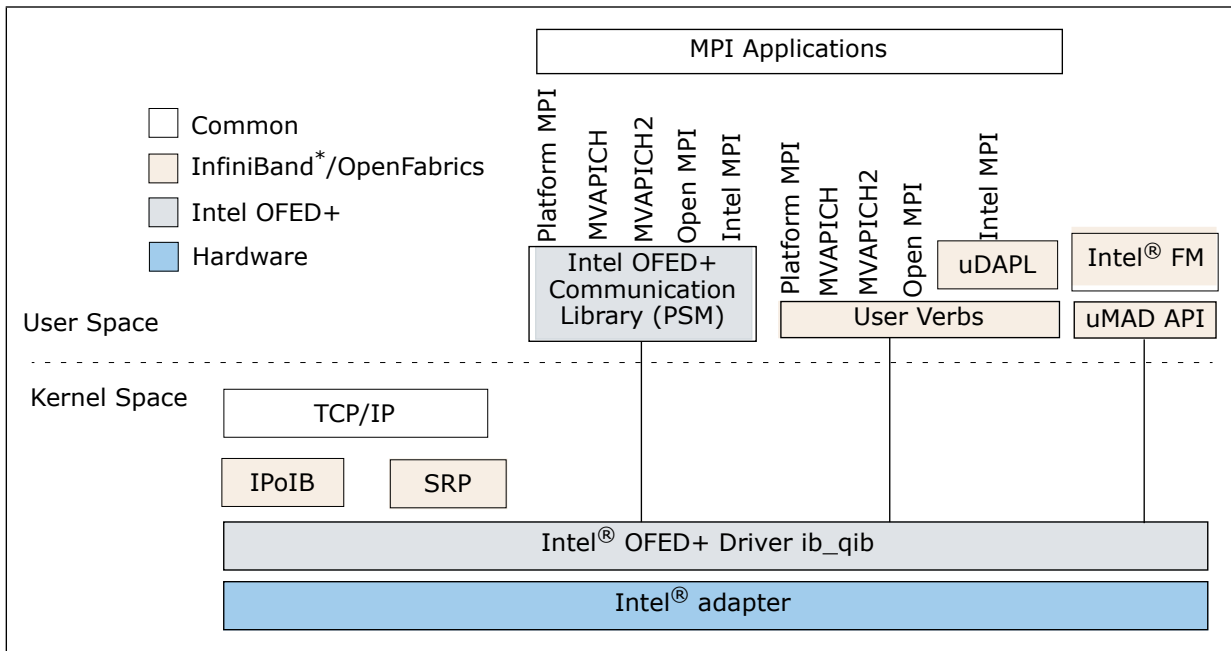 MPI Applications
Common
InfiniBand*/OpenFabrics
Intel OFED+
Hardware
Platform MPI
MVAPICH
MVAPICH2
Open MPI
Intel MPI
Platform MPI
MVAPICH
MVAPICH2
Open MPI
Intel MPI
Intel OFED+
Communication
Library (PSM)
uDAPL
Intel® FM
User Space
User Verbs
uMAD API
Kernel Space
TCP/IP
IPoIB
SRP
Intel® OFED+ Driver ib_qib
Intel® adapter